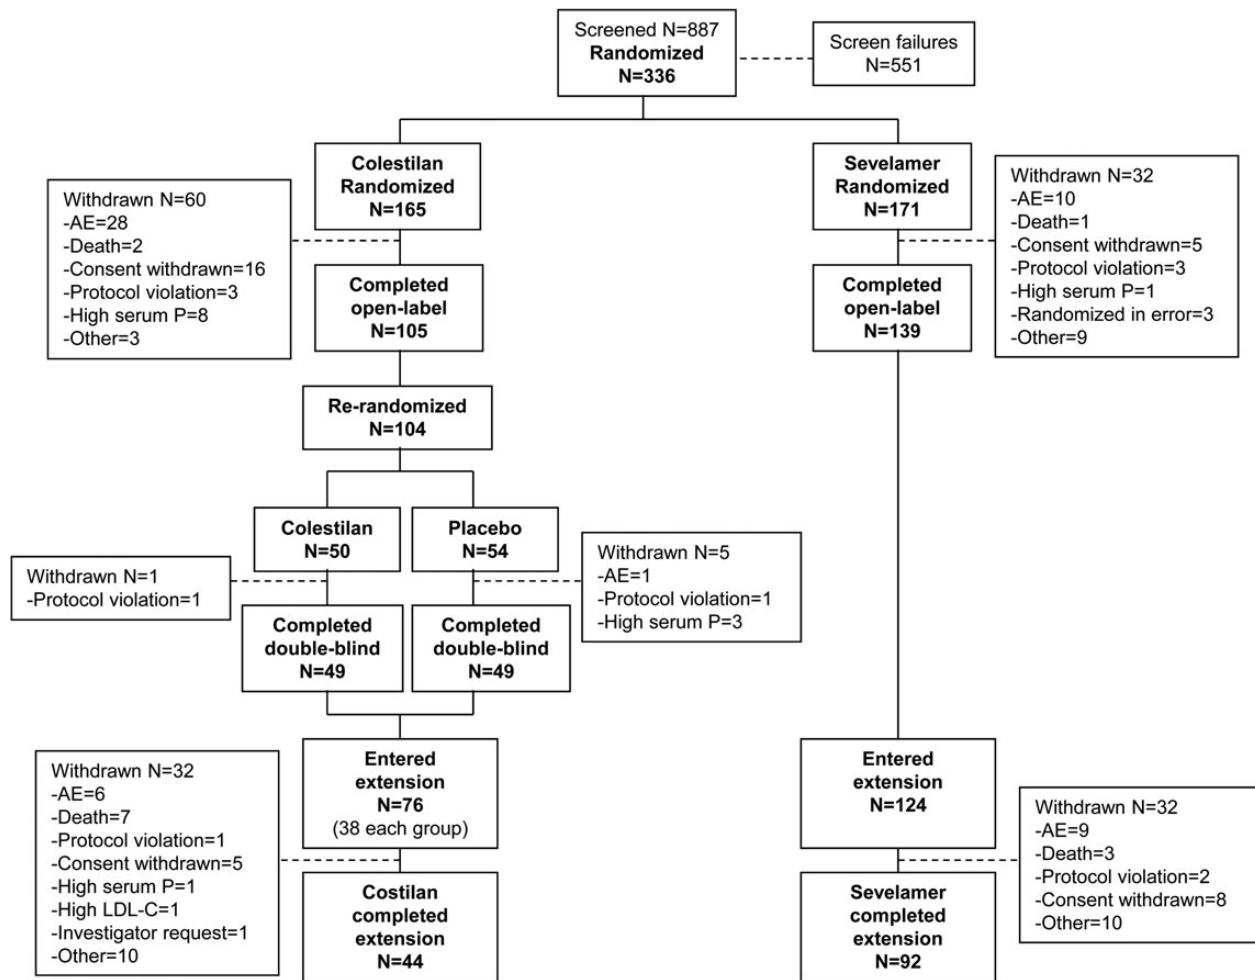 Screened N=887
Randomized
N=336
Screen failures
N=551
Colestilan
Randomized
N=165
Sevelamer
Randomized
N=171
Withdrawn N=60
-AE=28
-Death=2
-Consent withdrawn=16
-Protocol violation=3
-High serum P=8
-Other=3
Withdrawn N=32
-AE=10
-Death=1
-Consent withdrawn=5
-Protocol violation=3
-High serum P=1
-Randomized in error=3
-Other=9
Completed
open-label
N=105
Completed
open-label
N=139
Re-randomized
N=104
Colestilan
N=50
Placebo
N=54
Withdrawn N=1
-Protocol violation=1
Withdrawn N=5
-AE=1
-Protocol violation=1
-High serum P=3
Completed
double-blind
N=49
Completed
double-blind
N=49
Entered
extension
N=76
(38 each group)
Entered
extension
N=124
Withdrawn N=32
-AE=6
-Death=7
-Protocol violation=1
-Consent withdrawn=5
-High serum P=1
-High LDL-C=1
-Investigator request=1
-Other=10
Withdrawn N=32
-AE=9
-Death=3
-Protocol violation=2
-Consent withdrawn=8
-Other=10
Costilan
completed
extension
N=44
Sevelamer
completed
extension
N=92